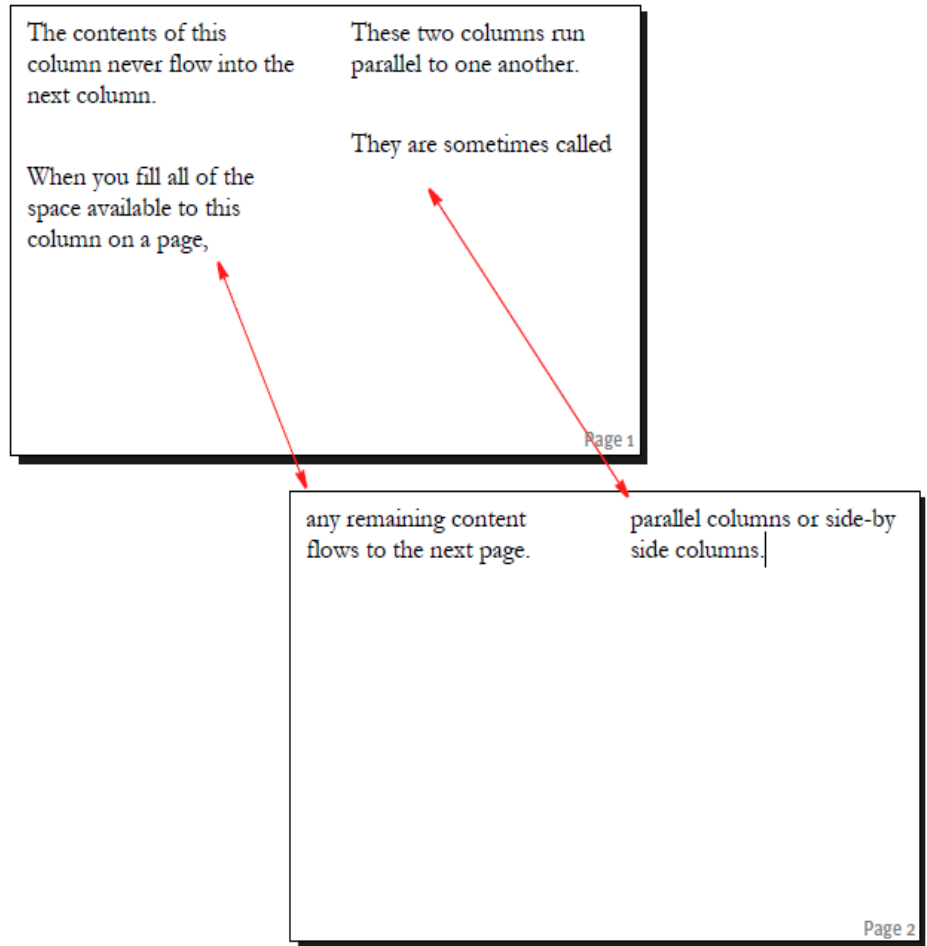 The contents of this
column never flow into the
next column.
When you fill all of the
space available to this
column on a page,
These two columns run
parallel to one another.
They are sometimes called
Page 1
any remaining content
flows to the next page.
parallel columns or side-by
side columns.
Page 2